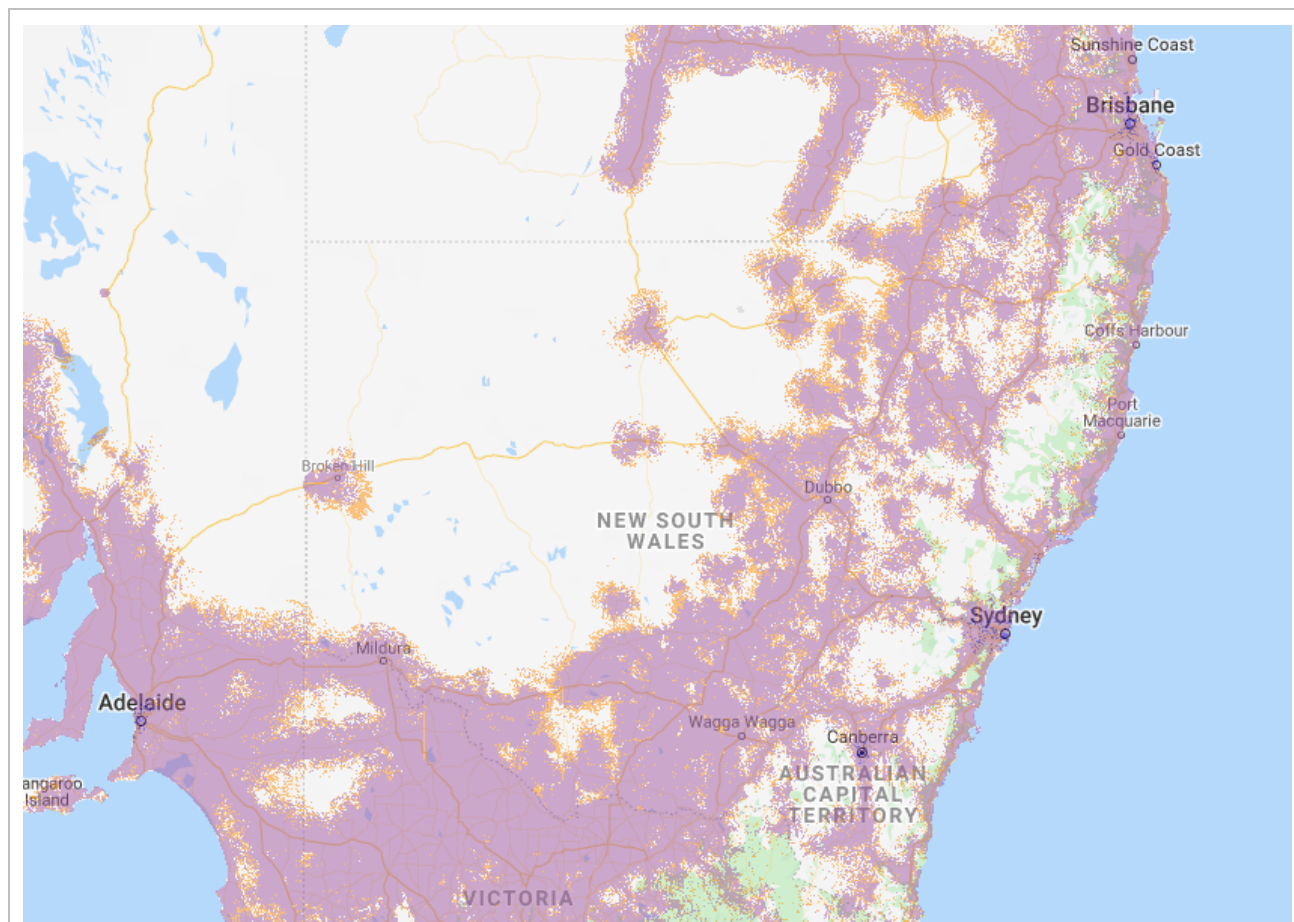 Sunshine Coast
Brisbane
Gold Coast
Coffs Harbour
Port
Macquarie
Broken Hill
Dubbo
NEW SOUTH
WALES
Sydney
Mildura
Adelaide
Wagga Wagga
Canberra
AUSTRALIAN
CAPITAL
TERRITORY
angaroo
Island
VICTORIA